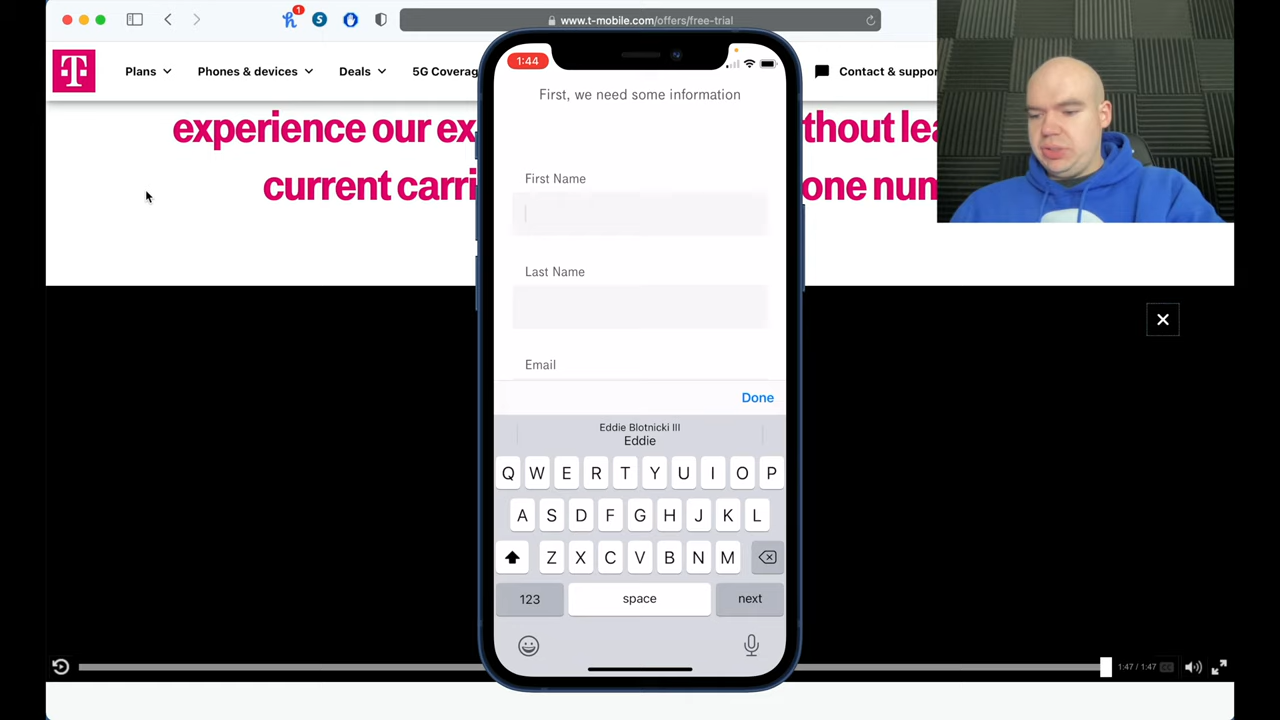 1
www.t-mobile.com/offers/free-trial
T
Plans
Phones & devices
Deals
5G Coverag
Contact & suppor
experience our ex
thout lea
current carri
one num
1:44
First, we need some information
First Name
Last Name
Email
Done
Eddie Blotnicki III
Eddie
Q W E R T Y U I O P
A S D F G H J K L
Z X C V B N M
123
space
next
1:47 / 1:47
CC